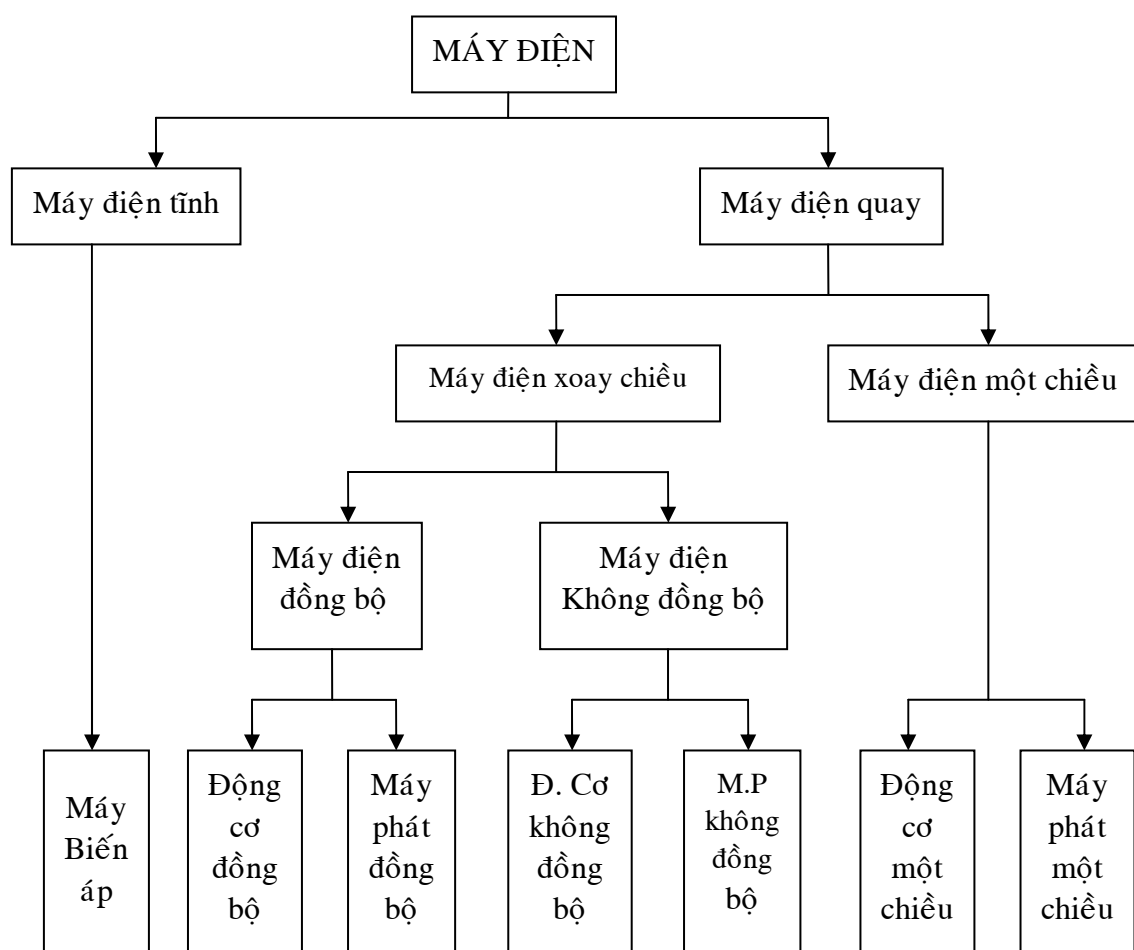 MÁY ĐIỆN
Máy điện tĩnh
Máy điện quay
Máy điện xoay chiều
Máy điện một chiều
Máy điện
đồng bộ
Máy điện
Không đồng bộ
Máy
Biến
áp
Động
cơ
đồng
bộ
Máy
phát
đồng
bộ
Đ. Cơ
không
đồng
bộ
M.P
không
đồng
bộ
Động
cơ
một
chiều
Máy
phát
một
chiều